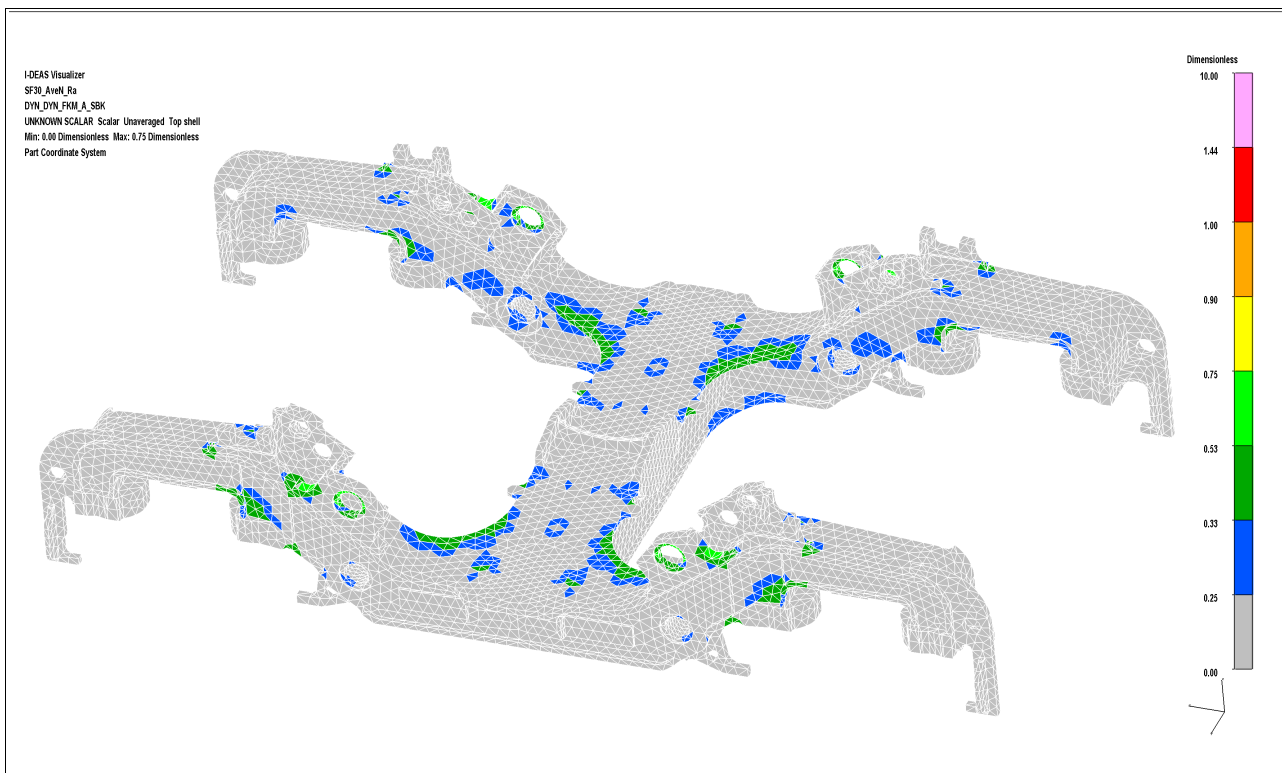 I-DEAS Visualizer
SF30_AveN_Ra
DYN_DYN_FKM_A_SBK
UNKNOWN SCALAR Scalar Unaveraged Top shell
Min: 0.00 Dimensionless Max: 0.75 Dimensionless
Part Coordinate System
Dimensionless
10.00
1.44
1.00
0.90
0.75
0.53
0.33
0.25
0.00